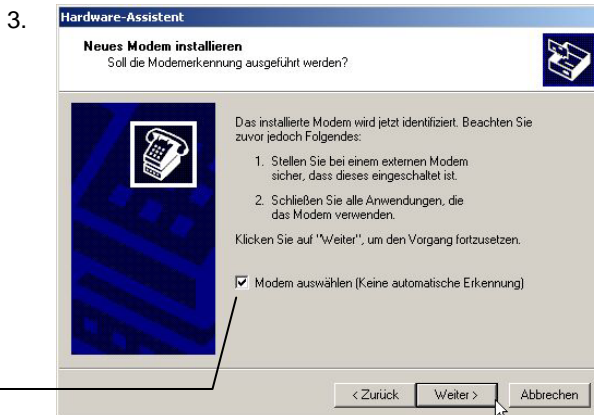 3.
Hardware-Assistent
Neues Modem installieren
Soll die Modemerkennung ausgeführt werden?
Das installierte Modem wird jetzt identifiziert. Beachten Sie
zuvor jedoch Folgendes:
1. Stellen Sie bei einem externen Modem
sicher, dass dieses eingeschaltet ist.
2. Schließen Sie alle Anwendungen, die
das Modem verwenden.
Klicken Sie auf "Weiter", um den Vorgang fortzusetzen.
Modem auswählen (Keine automatische Erkennung)
< Zurück Weiter > Abbrechen